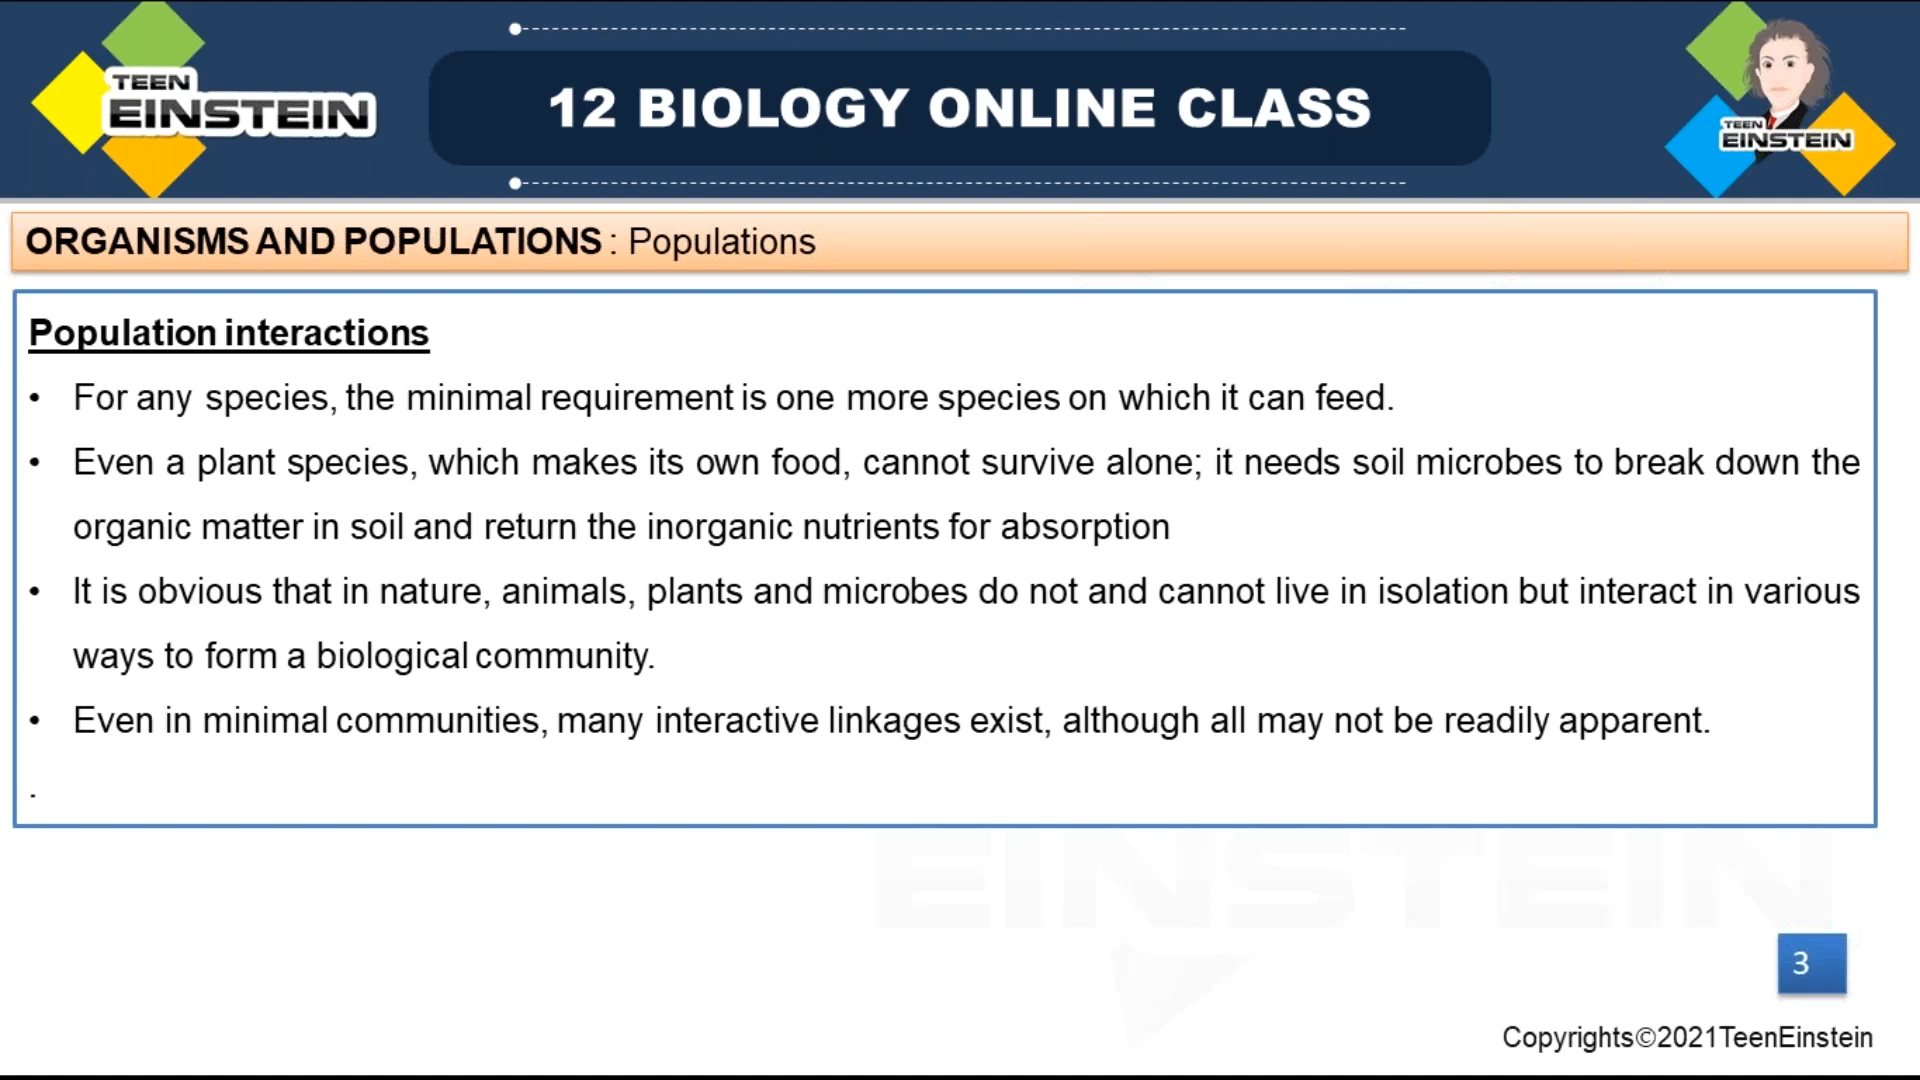 TEEN
EINSTEIN
12 BIOLOGY ONLINE CLASS
TEEN
EINSTEIN
ORGANISMS AND POPULATIONS : Populations
Population interactions
• For any species, the minimal requirement is one more species on which it can feed.
• Even a plant species, which makes its own food, cannot survive alone; it needs soil microbes to break down the
organic matter in soil and return the inorganic nutrients for absorption
• It is obvious that in nature, animals, plants and microbes do not and cannot live in isolation but interact in various
ways to form a biological community.
• Even in minimal communities, many interactive linkages exist, although all may not be readily apparent.
.
EINSTEIN
3
Copyrights©2021TeenEinstein